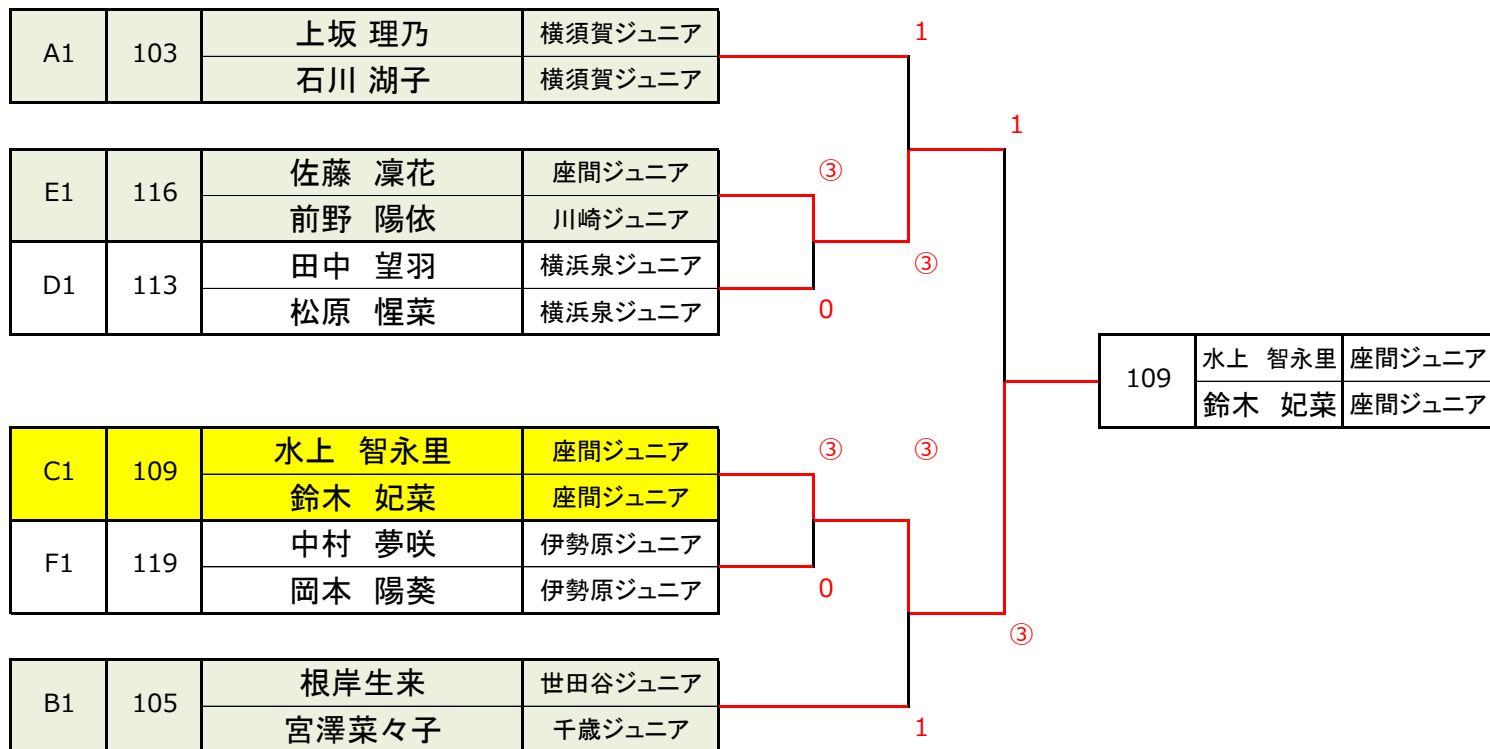 A1 103 上坂 理乃 横須賀ジュニア
石川 湖子 横須賀ジュニア
1
1
E1 116 佐藤 凜花 座間ジュニア ③
前野 陽依 川崎ジュニア
D1 113 田中 望羽 横浜泉ジュニア ③
松原 惺菜 横浜泉ジュニア 0
109 水上 智永里 座間ジュニア
鈴木 妃菜 座間ジュニア
C1 109 水上 智永里 座間ジュニア ③ ③
鈴木 妃菜 座間ジュニア
F1 119 中村 夢咲 伊勢原ジュニア
岡本 陽葵 伊勢原ジュニア 0
③
B1 105 根岸生来 世田谷ジュニア
宮澤菜々子 千歳ジュニア 1